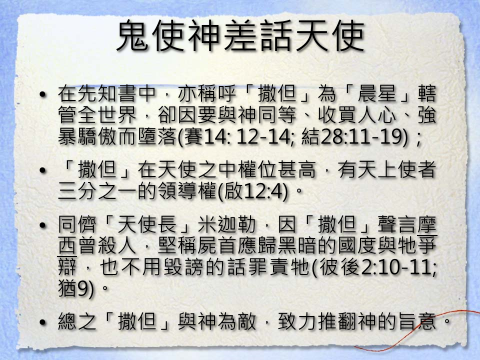 鬼使神差話天使
• 在先知書中，亦稱呼「撒但」為「晨星」轄
管全世界，卻因要與神同等、收買人心、強
暴驕傲而墮落(賽14: 12-14; 結28:11-19)；
• 「撒但」在天使之中權位甚高，有天上使者
三分之一的領導權(啟12:4)。
• 同儕「天使長」米迦勒，因「撒但」聲言摩
西曾殺人，堅稱屍首應歸黑暗的國度與牠爭
辯，也不用毀謗的話罪責牠(彼後2:10-11;
猶9)。
• 總之「撒但」與神為敵，致力推翻神的旨意。